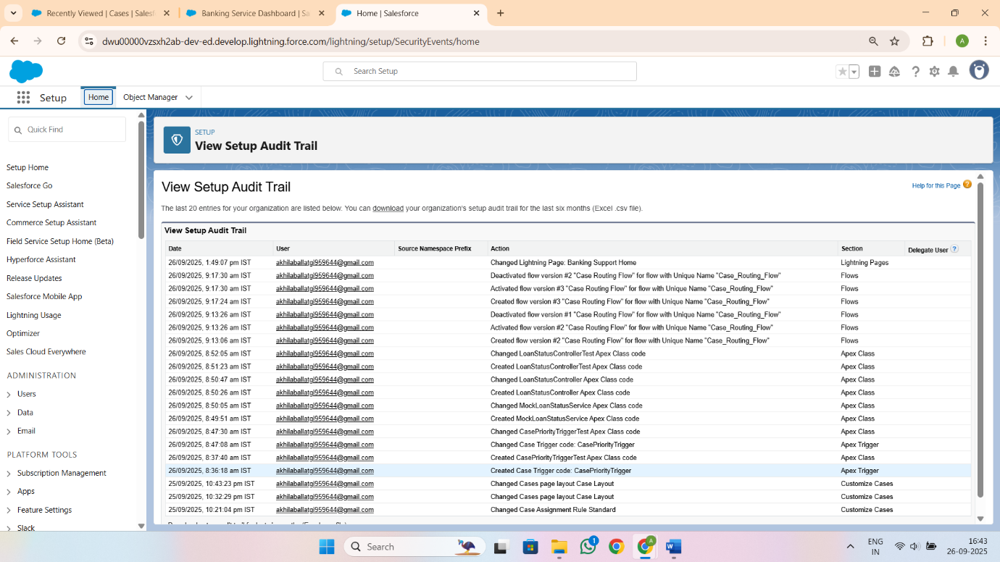 Recently Viewed | Cases | Salesf
Banking Service Dashboard | Sa
Home | Salesforce
dwu00000vzsxh2ab-dev-ed.develop.lightning.force.com/lightning/setup/SecurityEvents/home
A
Search Setup
Setup
Home
Object Manager
Quick Find
Setup Home
Salesforce Go
Service Setup Assistant
Commerce Setup Assistant
Field Service Setup Home (Beta)
Hyperforce Assistant
Release Updates
Salesforce Mobile App
Lightning Usage
Optimizer
Sales Cloud Everywhere
ADMINISTRATION
Users
Data
Email
PLATFORM TOOLS
Subscription Management
Apps
Feature Settings
Slack
SETUP
View Setup Audit Trail
View Setup Audit Trail
Help for this Page ?
The last 20 entries for your organization are listed below. You can download your organization's setup audit trail for the last six months (Excel .csv file).
View Setup Audit Trail
Date User Source Namespace Prefix Action Section Delegate User ?
26/09/2025, 1:49:07 pm IST akhilaballatgi959644@gmail.com Changed Lightning Page: Banking Support Home Lightning Pages
26/09/2025, 9:17:30 am IST akhilaballatgi959644@gmail.com Deactivated flow version #2 "Case Routing Flow" for flow with Unique Name "Case_Routing_Flow" Flows
26/09/2025, 9:17:30 am IST akhilaballatgi959644@gmail.com Activated flow version #3 "Case Routing Flow" for flow with Unique Name "Case_Routing_Flow" Flows
26/09/2025, 9:17:24 am IST akhilaballatgi959644@gmail.com Created flow version #3 "Case Routing Flow" for flow with Unique Name "Case_Routing_Flow" Flows
26/09/2025, 9:13:26 am IST akhilaballatgi959644@gmail.com Deactivated flow version #1 "Case Routing Flow" for flow with Unique Name "Case_Routing_Flow" Flows
26/09/2025, 9:13:26 am IST akhilaballatgi959644@gmail.com Activated flow version #2 "Case Routing Flow" for flow with Unique Name "Case_Routing_Flow" Flows
26/09/2025, 9:13:06 am IST akhilaballatgi959644@gmail.com Created flow version #2 "Case Routing Flow" for flow with Unique Name "Case_Routing_Flow" Flows
26/09/2025, 8:52:05 am IST akhilaballatgi959644@gmail.com Changed LoanStatusControllerTest Apex Class code Apex Class
26/09/2025, 8:51:23 am IST akhilaballatgi959644@gmail.com Created LoanStatusControllerTest Apex Class code Apex Class
26/09/2025, 8:50:47 am IST akhilaballatgi959644@gmail.com Changed LoanStatusController Apex Class code Apex Class
26/09/2025, 8:50:26 am IST akhilaballatgi959644@gmail.com Created LoanStatusController Apex Class code Apex Class
26/09/2025, 8:50:05 am IST akhilaballatgi959644@gmail.com Changed MockLoanStatusService Apex Class code Apex Class
26/09/2025, 8:49:51 am IST akhilaballatgi959644@gmail.com Created MockLoanStatusService Apex Class code Apex Class
26/09/2025, 8:47:30 am IST akhilaballatgi959644@gmail.com Changed CasePriorityTriggerTest Apex Class code Apex Class
26/09/2025, 8:47:08 am IST akhilaballatgi959644@gmail.com Changed Case Trigger code: CasePriorityTrigger Apex Trigger
26/09/2025, 8:37:40 am IST akhilaballatgi959644@gmail.com Created CasePriorityTriggerTest Apex Class code Apex Class
26/09/2025, 8:36:18 am IST akhilaballatgi959644@gmail.com Created Case Trigger code: CasePriorityTrigger Apex Trigger
25/09/2025, 10:43:23 pm IST akhilaballatgi959644@gmail.com Changed Cases page layout Case Layout Customize Cases
25/09/2025, 10:32:29 pm IST akhilaballatgi959644@gmail.com Changed Cases page layout Case Layout Customize Cases
25/09/2025, 10:21:04 pm IST akhilaballatgi959644@gmail.com Changed Case Assignment Rule Standard Customize Cases
Search
1
A
ENG
IN
16:43
26-09-2025